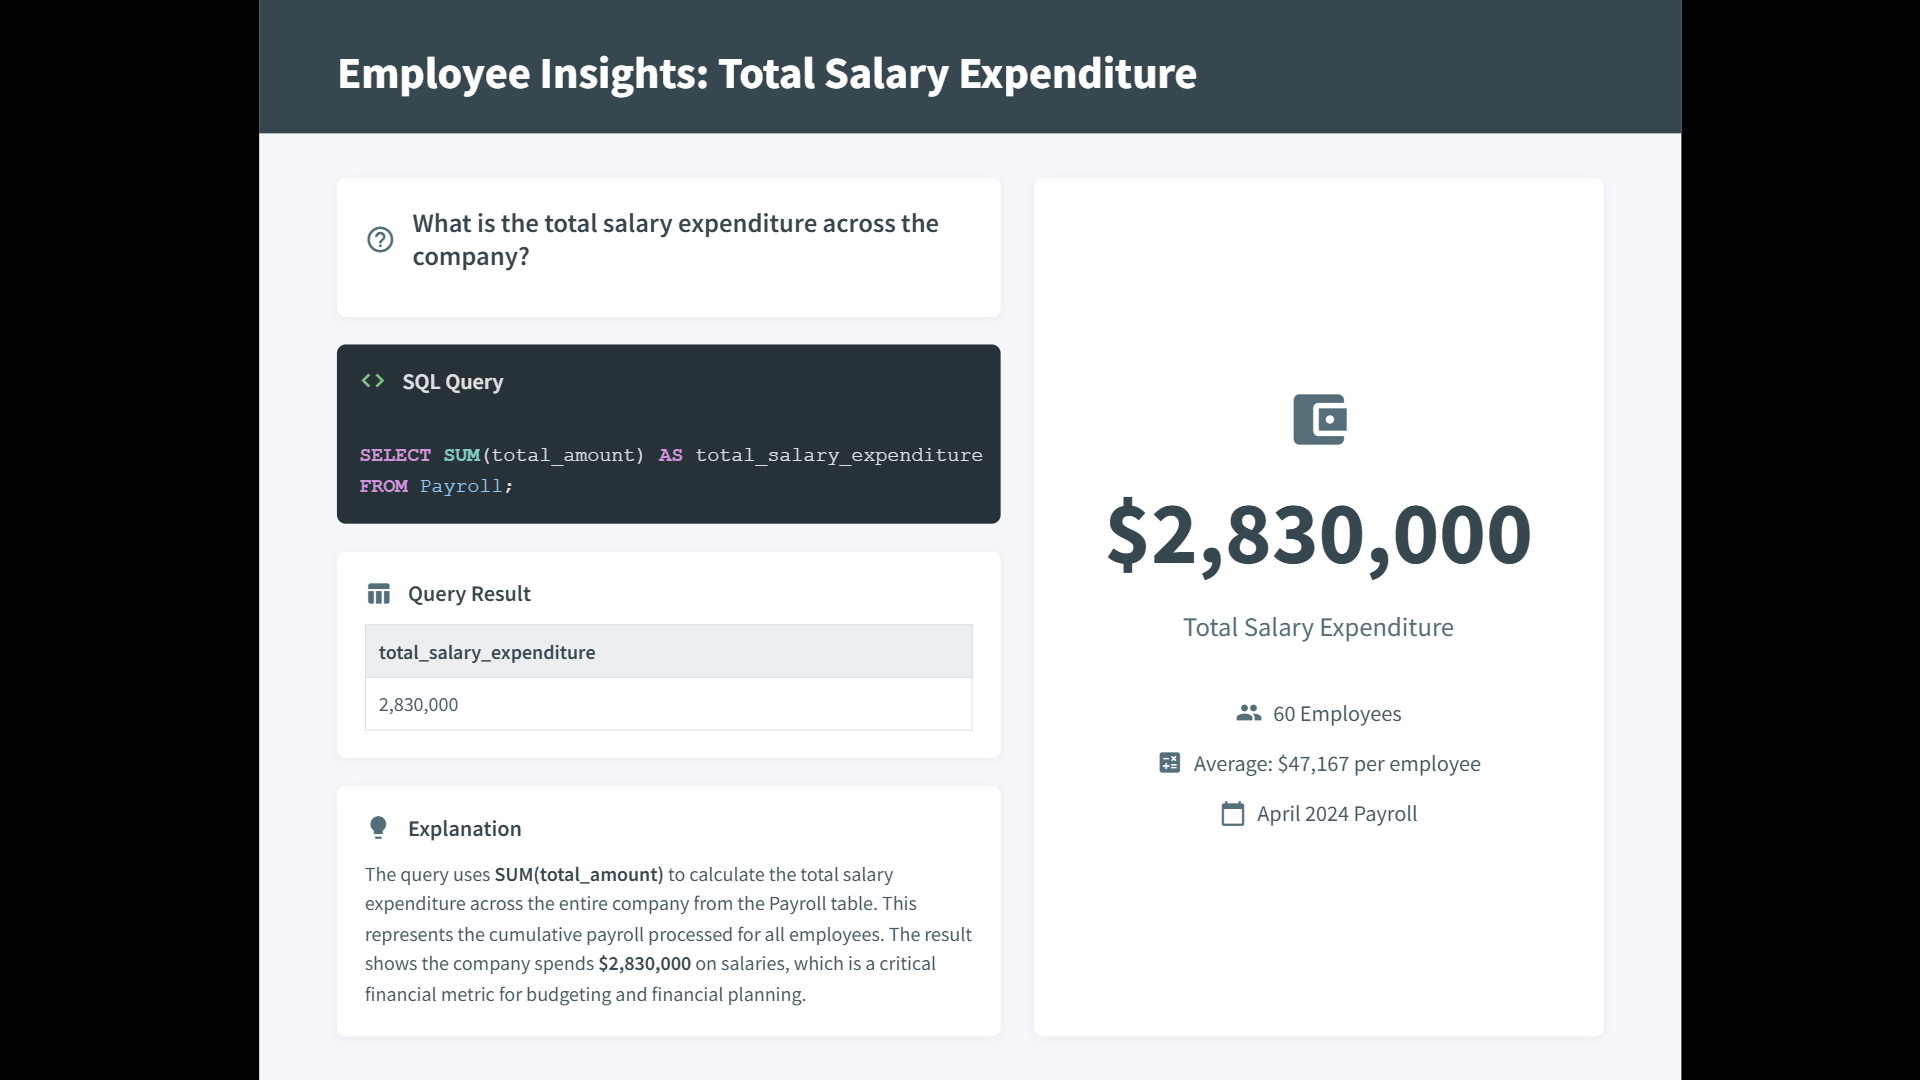 Employee Insights: Total Salary Expenditure
What is the total salary expenditure across the
company?
SQL Query
SELECT SUM(total_amount) AS total_salary_expenditure
FROM Payroll;
Query Result
total_salary_expenditure
2,830,000
Explanation
The query uses SUM(total_amount) to calculate the total salary
expenditure across the entire company from the Payroll table. This
represents the cumulative payroll processed for all employees. The result
shows the company spends $2,830,000 on salaries, which is a critical
financial metric for budgeting and financial planning.
$2,830,000
Total Salary Expenditure
60 Employees
Average: $47,167 per employee
April 2024 Payroll